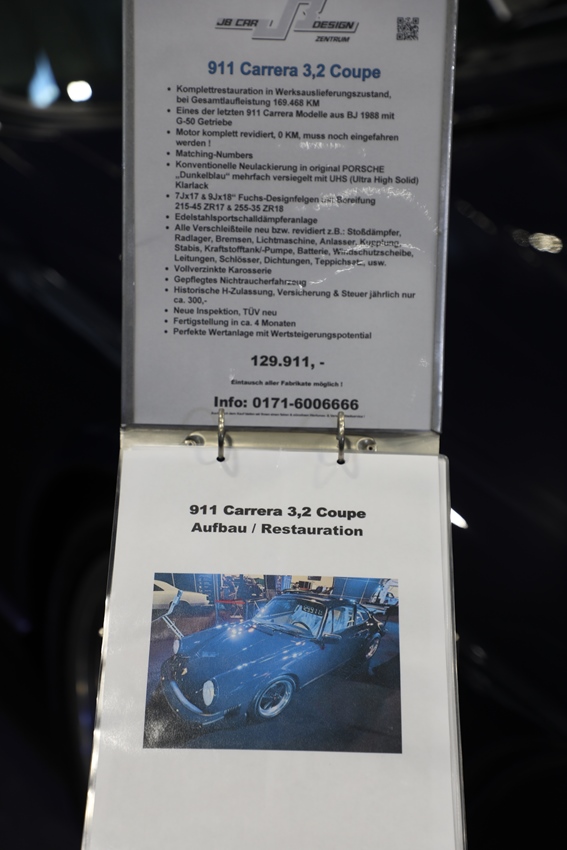 JB CAR DESIGN
ZENTRUM
911 Carrera 3,2 Coupe
• Komplettrestauration in Werksauslieferungszustand,
bei Gesamtlaufleistung 169.468 KM
• Eines der letzten 911 Carrera Modelle aus BJ 1988 mit
G-50 Getriebe
• Motor komplett revidiert, 0 KM, muss noch eingefahren
werden !
• Matching-Numbers
• Konventionelle Neulackierung in original PORSCHE
„Dunkelblau“ mehrfach versiegelt mit UHS (Ultra High Solid)
Klarlack
• 7Jx17 & 9Jx18“ Fuchs-Designfelgen mit Bereifung
215-45 ZR17 & 255-35 ZR18
• Edelstahlsportschalldämpferanlage
• Alle Verschleißteile neu bzw. revidiert z.B.: Stoßdämpfer,
Radlager, Bremsen, Lichtmaschine, Anlasser, Kupplung,
Stabis, Kraftstofftank/-Pumpe, Batterie, Windschutzscheibe,
Leitungen, Schlösser, Dichtungen, Teppichsatz, usw.
• Vollverzinkte Karosserie
• Gepflegtes Nichtraucherfahrzeug
• Historische H-Zulassung, Versicherung & Steuer jährlich nur
ca. 300,-
• Neue Inspektion, TÜV neu
• Fertigstellung in ca. 4 Monaten
• Perfekte Wertanlage mit Wertsteigerungspotential
129.911, -
Eintausch aller Fabrikate möglich !
Info: 0171-6006666
911 Carrera 3,2 Coupe
Aufbau / Restauration